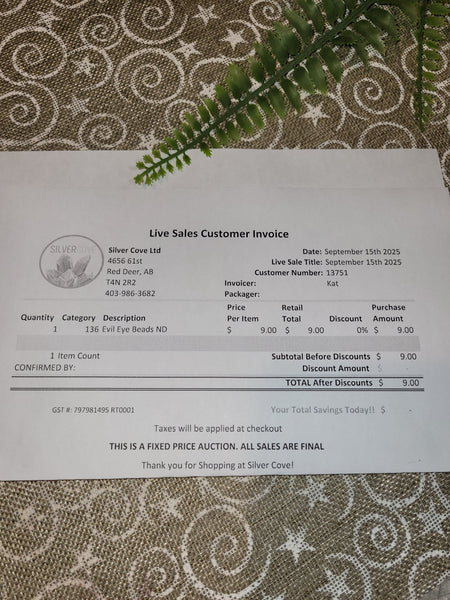 Live Sales Customer Invoice
SILVERCOVE
Silver Cove Ltd
4656 61st
Red Deer, AB
T4N 2R2
403-986-3682
Date: September 15th 2025
Live Sale Title: September 15th 2025
Customer Number: 13751
Invoicer: Kat
Packager:
Quantity Category Description Price Per Item Retail Total Discount Purchase Amount
1 136 Evil Eye Beads ND $ 9.00 $ 9.00 0% $ 9.00
1 Item Count Subtotal Before Discounts $ 9.00
CONFIRMED BY: Discount Amount $ -
TOTAL After Discounts $ 9.00
GST #: 797981495 RT0001 Your Total Savings Today!! $ -
Taxes will be applied at checkout
THIS IS A FIXED PRICE AUCTION. ALL SALES ARE FINAL
Thank you for Shopping at Silver Cove!